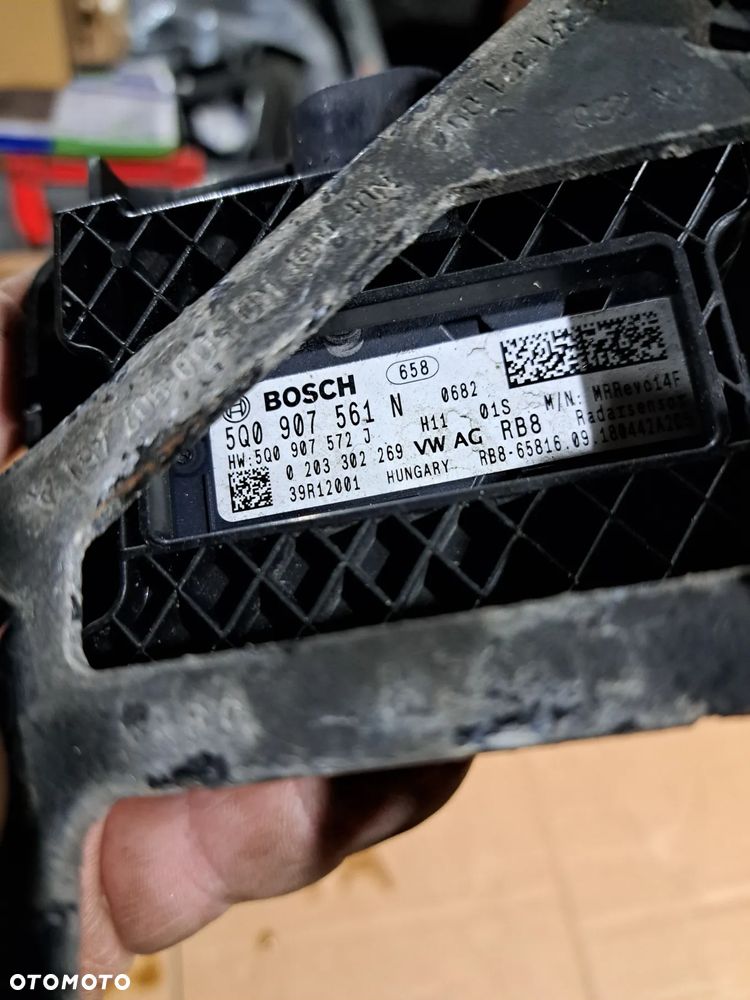 BOSCH 658
5Q0 907 561 N 0682
HW:5Q0 907 572 J H11 01S M/N: MRRevo14F
0 203 302 269 VW AG RB8 Radarsensor
39R12001 HUNGARY RB8-65816.09.180442A205
OTOMOTO